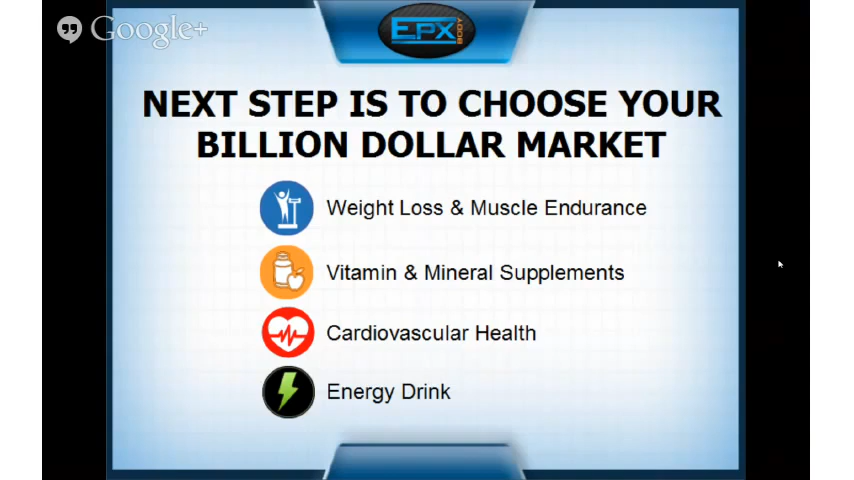 Google+
EPX
BODY
NEXT STEP IS TO CHOOSE YOUR
BILLION DOLLAR MARKET
Weight Loss & Muscle Endurance
Vitamin & Mineral Supplements
Cardiovascular Health
Energy Drink